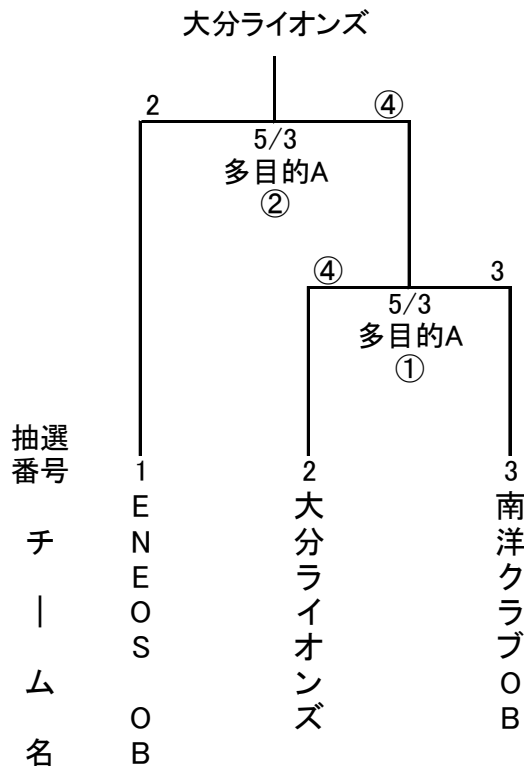 大分ライオンズ
2 ④
5/3
多目的A
②
④ 3
5/3
多目的A
①
抽選
番号
1 2 3
チーム名
ENEOS OB
大分ライオンズ
南洋クラブOB